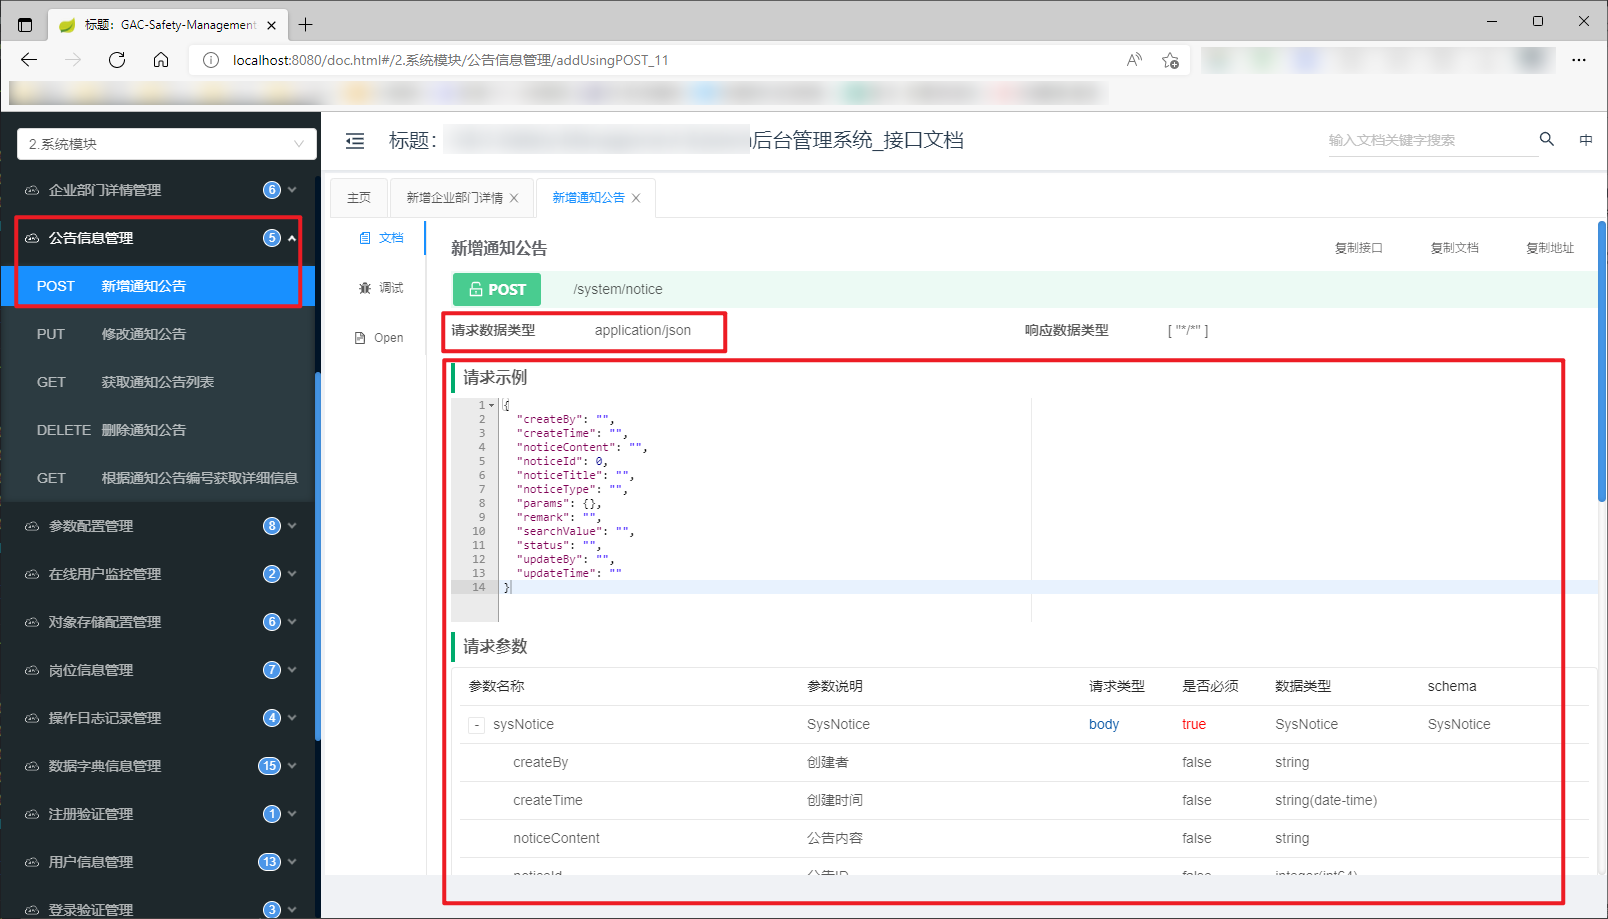 标题：GAC-Safety-Management
localhost:8080/doc.html#/2.系统模块/公告信息管理/addUsingPOST_11
2.系统模块
企业部门详情管理 6
公告信息管理 5
POST 新增通知公告
PUT 修改通知公告
GET 获取通知公告列表
DELETE 删除通知公告
GET 根据通知公告编号获取详细信息
参数配置管理 8
在线用户监控管理 2
对象存储配置管理 6
岗位信息管理 7
操作日志记录管理 4
数据字典信息管理 15
注册验证管理 1
用户信息管理 13
登录验证管理 3
标题： 后台管理系统_接口文档
输入文档关键字搜索
中
主页 新增企业部门详情 新增通知公告
文档
调试
Open
新增通知公告
复制接口 复制文档 复制地址
POST /system/notice
请求数据类型 application/json 响应数据类型 [ "*/*" ]
请求示例
1 {
2 "createBy": "",
3 "createTime": "",
4 "noticeContent": "",
5 "noticeId": 0,
6 "noticeTitle": "",
7 "noticeType": "",
8 "params": {},
9 "remark": "",
10 "searchValue": "",
11 "status": "",
12 "updateBy": "",
13 "updateTime": ""
14 }
请求参数
参数名称 参数说明 请求类型 是否必须 数据类型 schema
- sysNotice SysNotice body true SysNotice SysNotice
createBy 创建者 false string
createTime 创建时间 false string(date-time)
noticeContent 公告内容 false string
noticeId 公告ID false integer(int64)